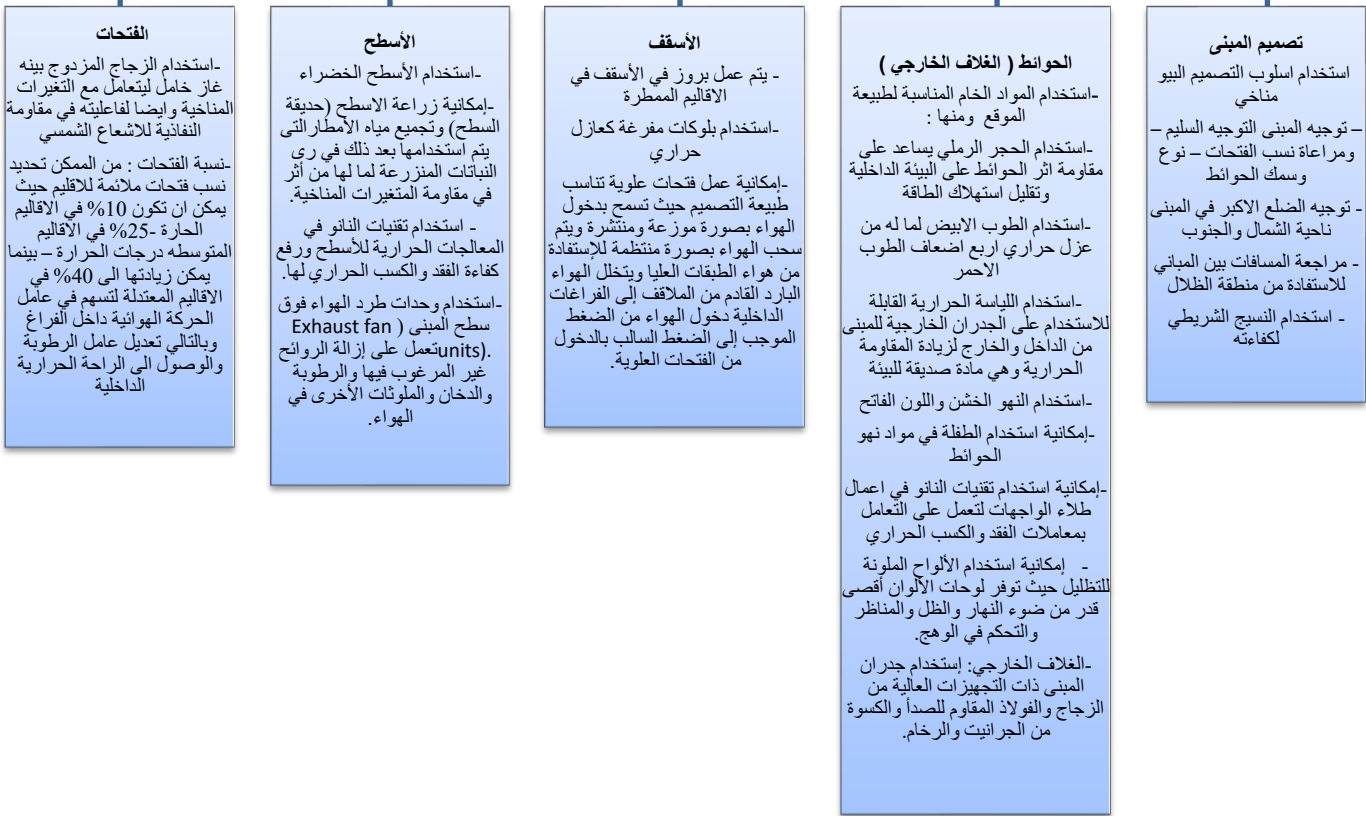 تصميم المبنى
استخدام اسلوب التصميم البيو
مناخي
– توجيه المبنى التوجيه السليم –
ومراعاة نسب الفتحات – نوع
وسمك الحوائط
- توجيه الضلع الاكبر في المبنى
ناحية الشمال والجنوب
- مراجعة المسافات بين المباني
للاستفادة من منطقة الظلال
- استخدام النسيج الشريطي
لكفاءته
الحوائط ( الغلاف الخارجي )
-استخدام المواد الخام المناسبة لطبيعة
الموقع ومنها :
-استخدام الحجر الرملي يساعد على
مقاومة اثر الحوائط على البيئة الداخلية
وتقليل استهلاك الطاقة
-استخدام الطوب الابيض لما له من
عزل حراري اربع اضعاف الطوب
الاحمر
-استخدام اللياسة الحرارية القابلة
للاستخدام على الجدران الخارجية للمبنى
من الداخل والخارج لزيادة المقاومة
الحرارية وهي مادة صديقة للبيئة
-استخدام النهو الخشن واللون الفاتح
-إمكانية استخدام الطفلة في مواد نهو
الحوائط
-إمكانية استخدام تقنيات النانو في اعمال
طلاء الواجهات لتعمل على التعامل
بمعاملات الفقد والكسب الحراري
- إمكانية استخدام الألواح الملونة
للتظليل حيث توفر لوحات الألوان أقصى
قدر من ضوء النهار والظل والمناظر
والتحكم في الوهج.
-الغلاف الخارجي: إستخدام جدران
المبنى ذات التجهيزات العالية من
الزجاج والفولاذ المقاوم للصدأ والكسوة
من الجرانيت والرخام.
الأسقف
- يتم عمل بروز في الأسقف في
الاقاليم الممطرة
-استخدام بلوكات مفرغة كعازل
حراري
-إمكانية عمل فتحات علوية تناسب
طبيعة التصميم حيث تسمح بدخول
الهواء بصورة موزعة ومنتشرة ويتم
سحب الهواء بصورة منتظمة للإستفادة
من هواء الطبقات العليا ويتخلل الهواء
البارد القادم من الملاقف إلى الفراغات
الداخلية دخول الهواء من الضغط
الموجب إلى الضغط السالب بالدخول
من الفتحات العلوية.
الأسطح
-استخدام الأسطح الخضراء
-إمكانية زراعة الاسطح (حديقة
السطح) وتجميع مياه الأمطارالتى
يتم استخدامها بعد ذلك في رى
النباتات المنزرعة لما لها من أثر
في مقاومة المتغيرات المناخية.
- استخدام تقنيات النانو في
المعالجات الحرارية للأسطح ورفع
كفاءة الفقد والكسب الحراري لها.
-استخدام وحدات طرد الهواء فوق
سطح المبنى ( Exhaust fan
units).تعمل على إزالة الروائح
غير المرغوب فيها والرطوبة
والدخان والملوثات الأخرى في
الهواء.
الفتحات
-استخدام الزجاج المزدوج بينه
غاز خامل ليتعامل مع التغيرات
المناخية وايضا لفاعليته في مقاومة
النفاذية للاشعاع الشمسي
-نسبة الفتحات : من الممكن تحديد
نسب فتحات ملائمة للاقليم حيث
يمكن ان تكون 10% في الاقاليم
الحارة -25% في الاقاليم
المتوسطه درجات الحرارة – بينما
يمكن زيادتها الى 40% في
الاقاليم المعتدلة لتسهم في عامل
الحركة الهوائية داخل الفراغ
وبالتالي تعديل عامل الرطوبة
والوصول الى الراحة الحرارية
الداخلية